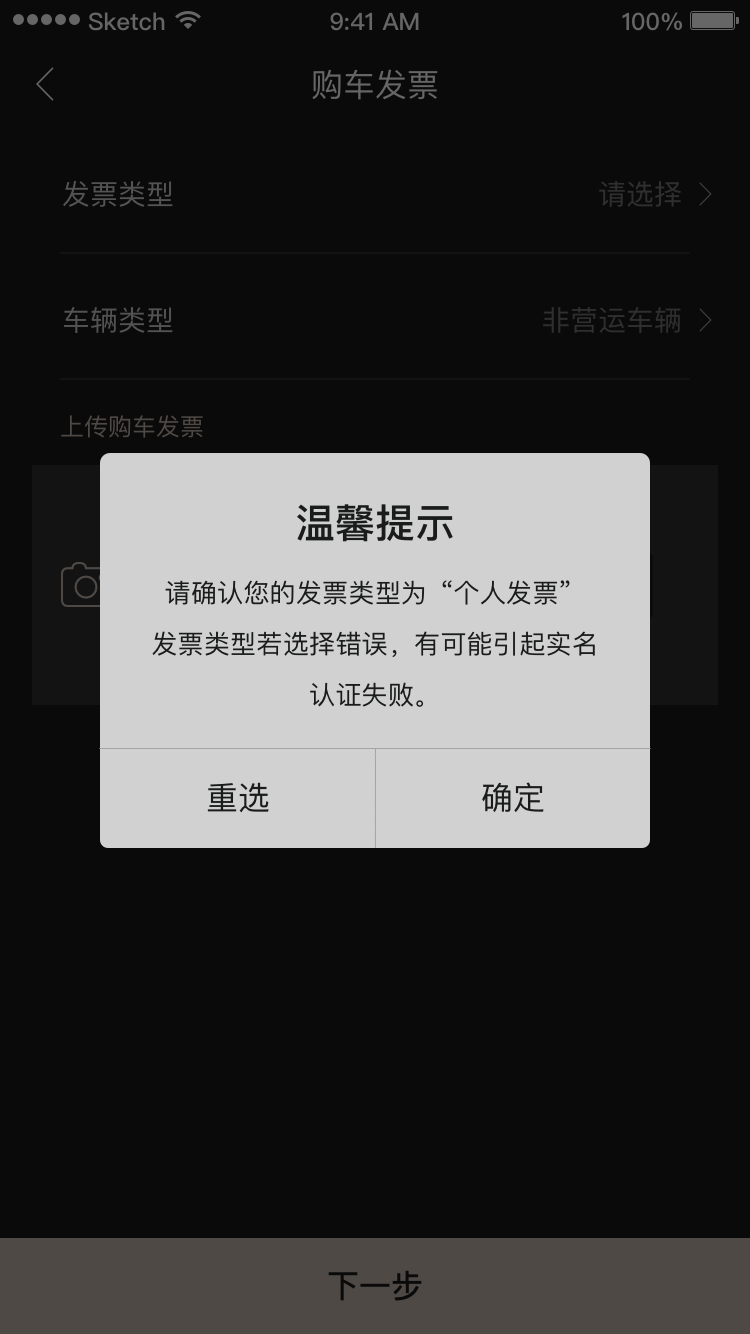 Sketch 9:41 AM 100%
购车发票
发票类型 请选择
车辆类型 非营运车辆
上传购车发票
温馨提示
请确认您的发票类型为“个人发票”
发票类型若选择错误，有可能引起实名
认证失败。
重选 确定
下一步